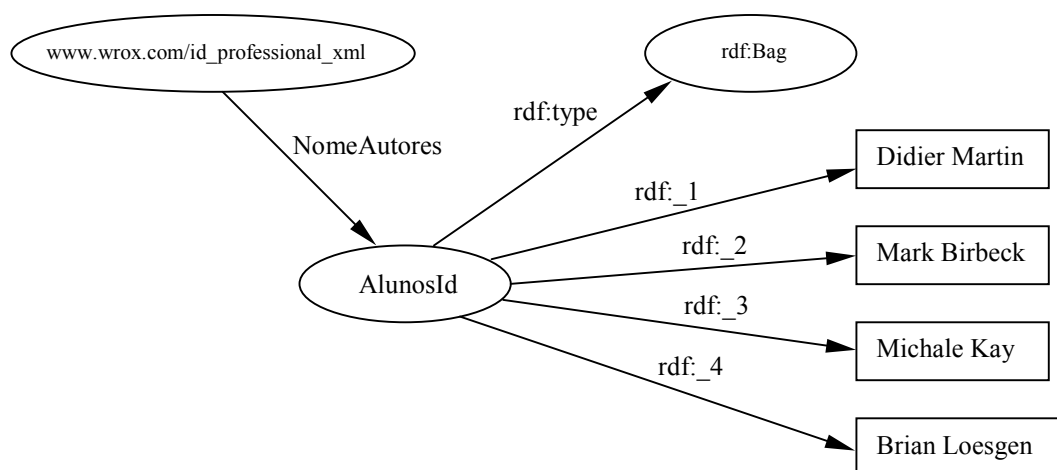 www.wrox.com/id_professional_xml
rdf:Bag
rdf:type
NomeAutores
Didier Martin
rdf:_1
rdf:_2
Mark Birbeck
AlunosId
rdf:_3
Michale Kay
rdf:_4
Brian Loesgen